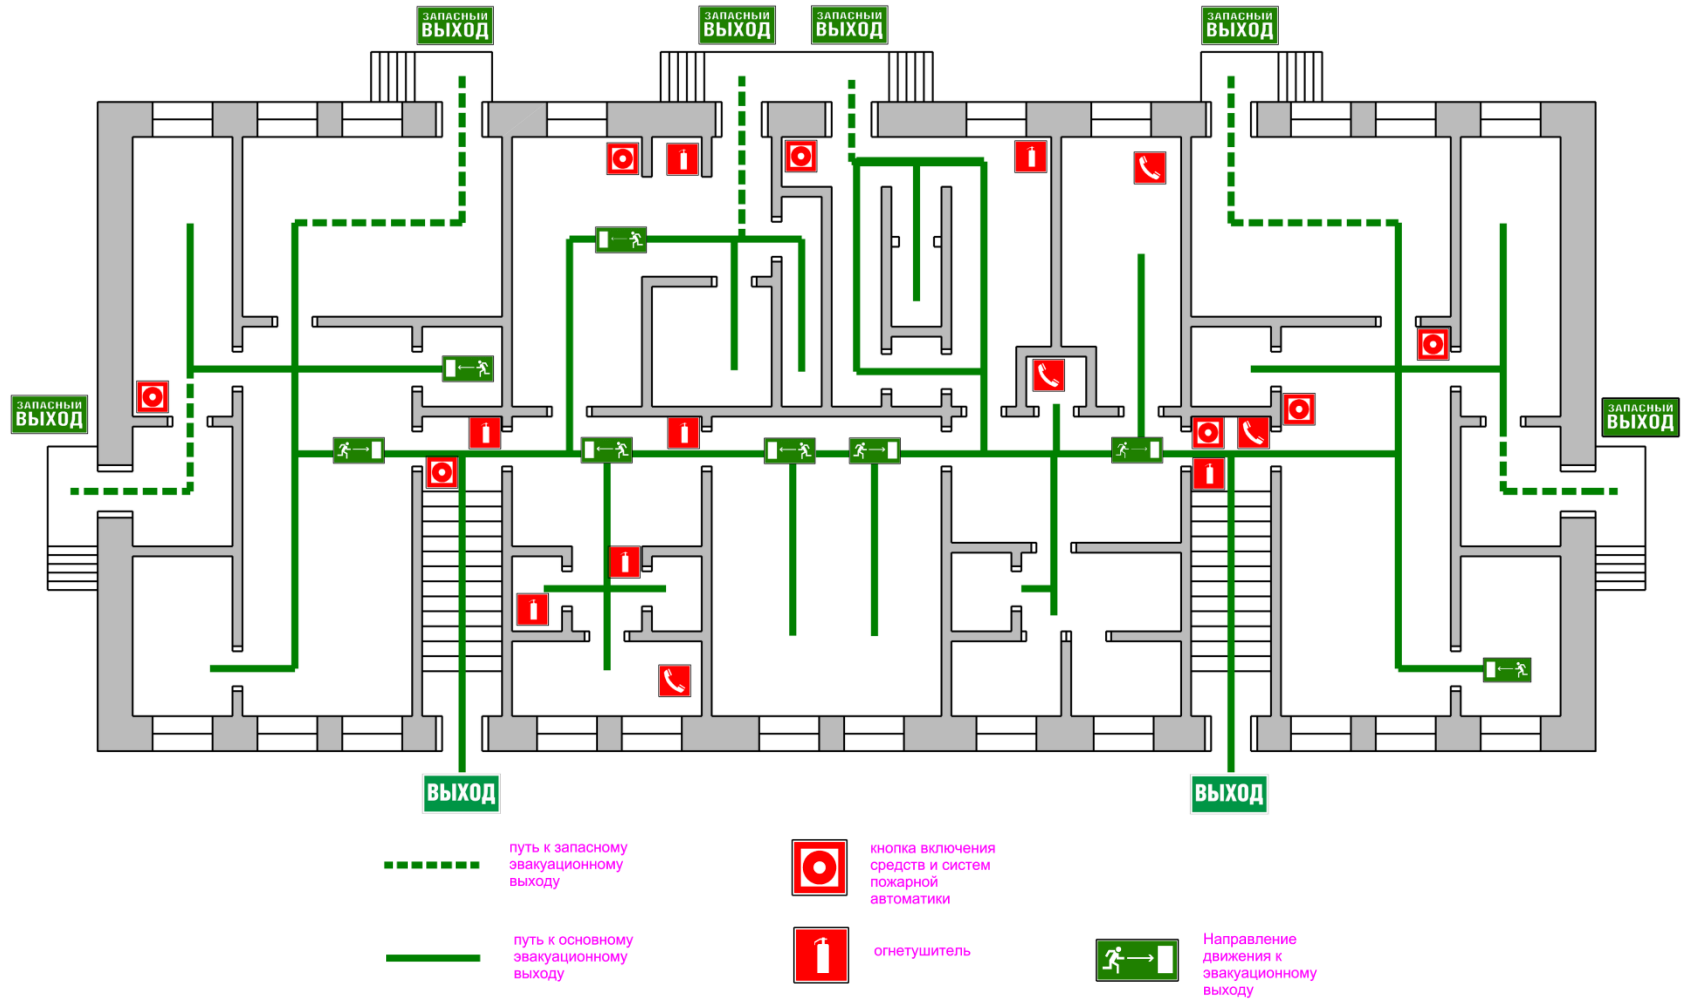 ЗАПАСНЫЙ
ВЫХОД
ЗАПАСНЫЙ
ВЫХОД
ЗАПАСНЫЙ
ВЫХОД
ЗАПАСНЫЙ
ВЫХОД
ЗАПАСНЫЙ
ВЫХОД
ЗАПАСНЫЙ
ВЫХОД
ВЫХОД
ВЫХОД
путь к запасному
эвакуационному
выходу
кнопка включения
средств и систем
пожарной
автоматики
путь к основному
эвакуационному
выходу
огнетушитель
Направление
движения к
эвакуационному
выходу